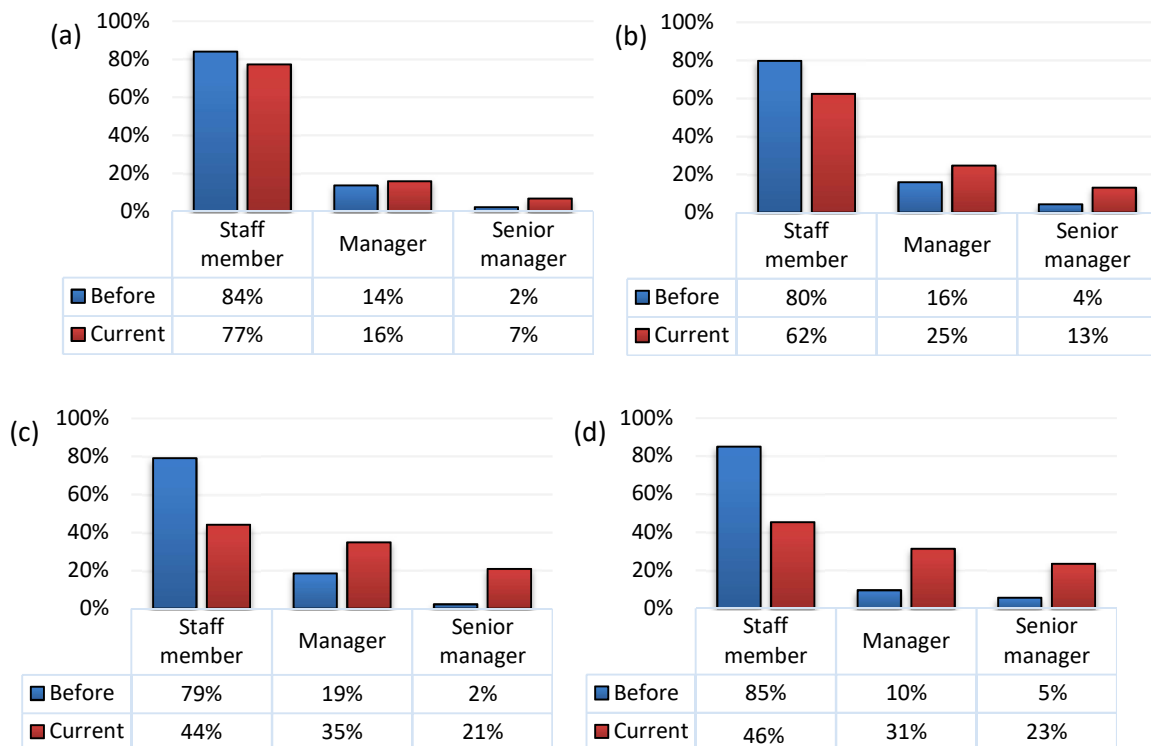 (a)
100%
80%
60%
40%
20%
0%
Staff member Manager Senior manager
Before 84% 14% 2%
Current 77% 16% 7%
(b)
100%
80%
60%
40%
20%
0%
Staff member Manager Senior manager
Before 80% 16% 4%
Current 62% 25% 13%
(c)
100%
80%
60%
40%
20%
0%
Staff member Manager Senior manager
Before 79% 19% 2%
Current 44% 35% 21%
(d)
100%
80%
60%
40%
20%
0%
Staff member Manager Senior manager
Before 85% 10% 5%
Current 46% 31% 23%